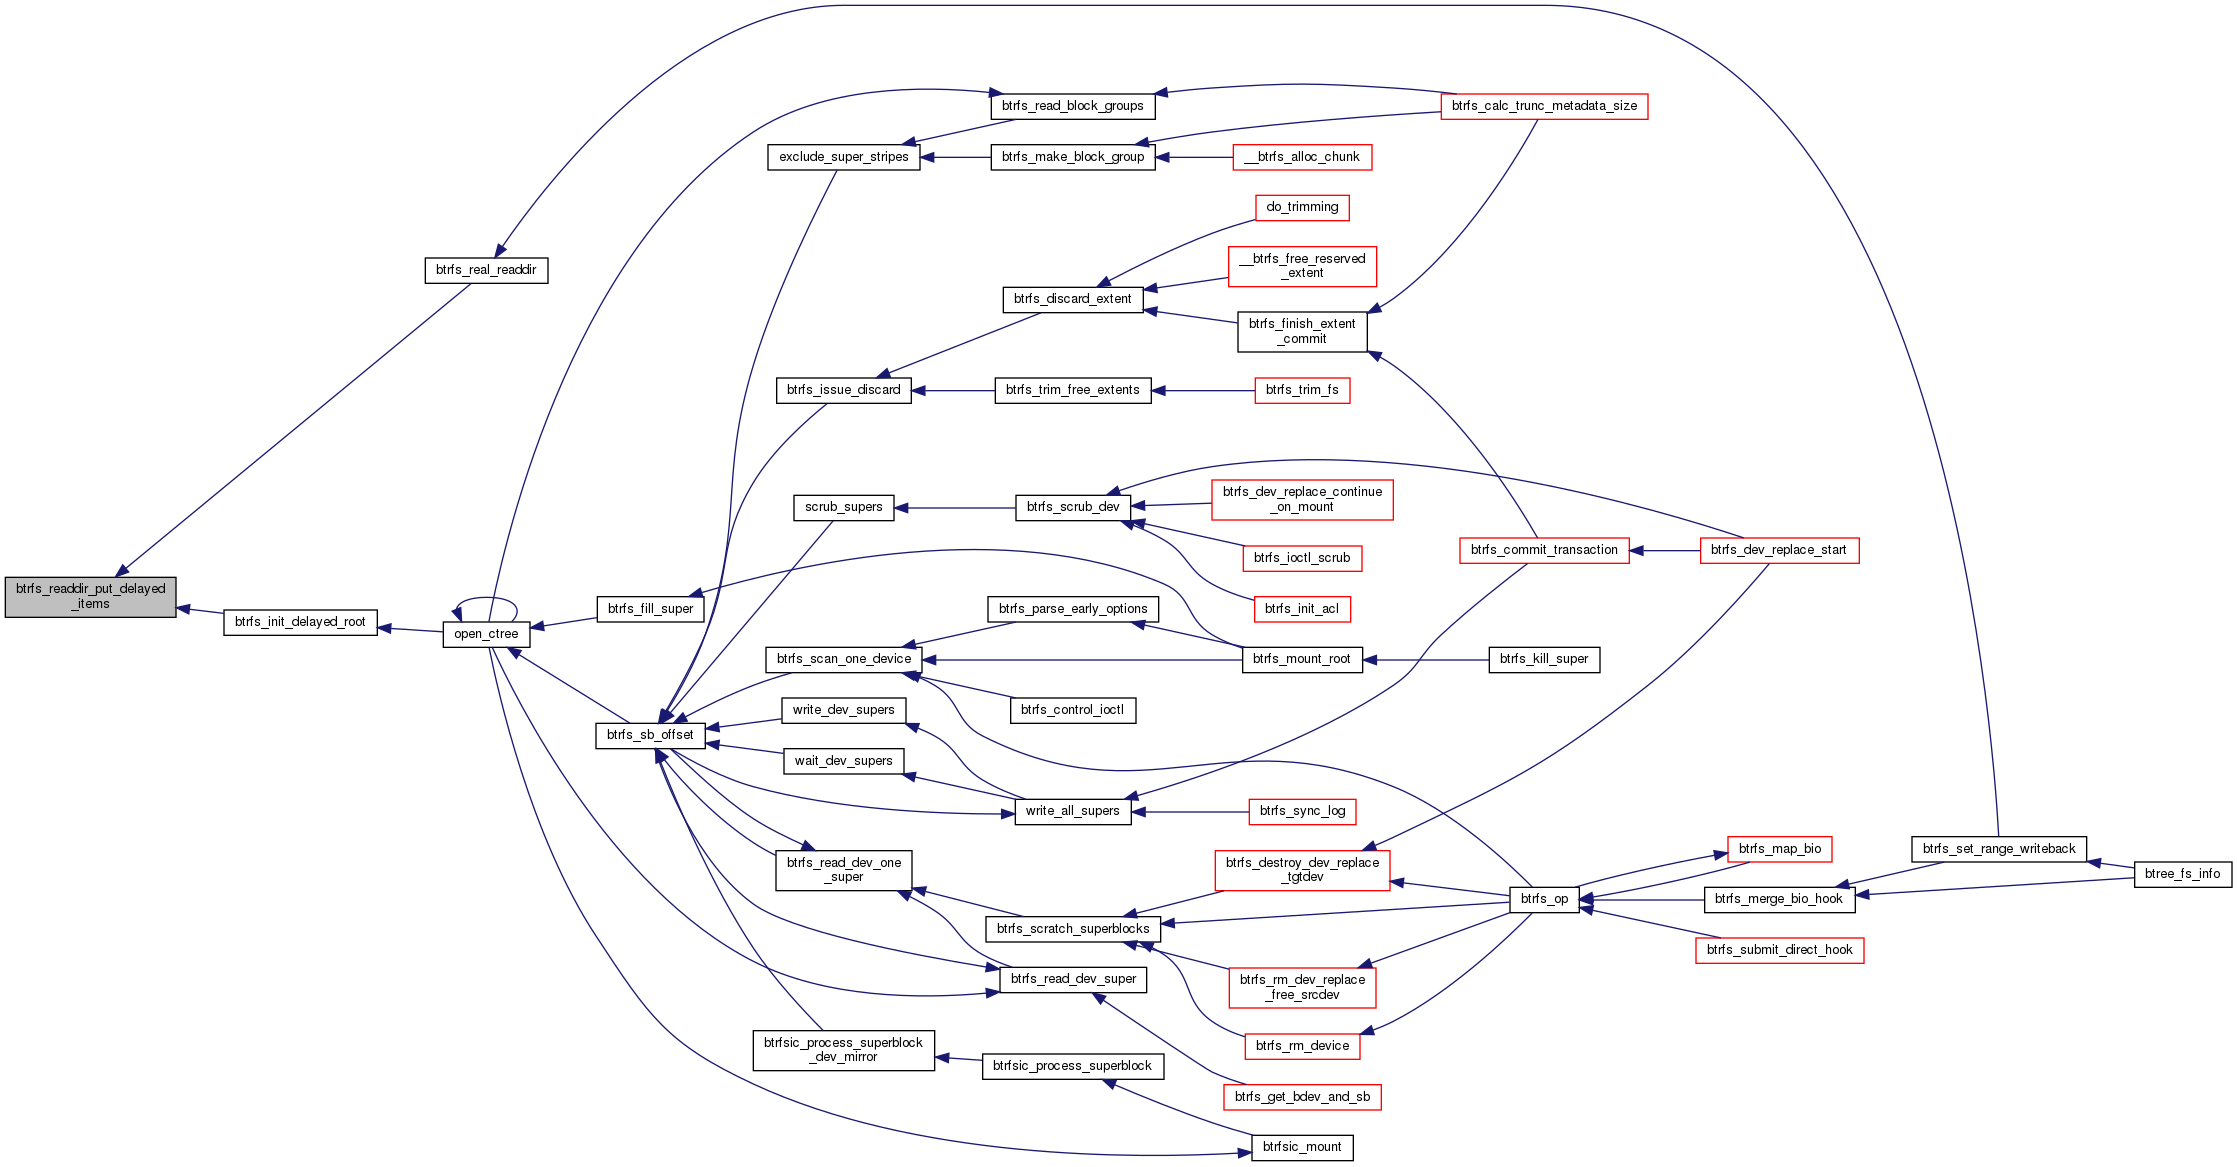 btrfs_read_block_groups
btrfs_calc_trunc_metadata_size
exclude_super_stripes
btrfs_make_block_group
__btrfs_alloc_chunk
do_trimming
btrfs_real_readdir
__btrfs_free_reserved
_extent
btrfs_discard_extent
btrfs_finish_extent
_commit
btrfs_issue_discard
btrfs_trim_free_extents
btrfs_trim_fs
scrub_supers
btrfs_scrub_dev
btrfs_dev_replace_continue
_on_mount
btrfs_ioctl_scrub
btrfs_commit_transaction
btrfs_dev_replace_start
btrfs_readdir_put_delayed
_items
btrfs_init_delayed_root
open_ctree
btrfs_fill_super
btrfs_parse_early_options
btrfs_init_acl
btrfs_scan_one_device
btrfs_mount_root
btrfs_kill_super
btrfs_control_ioctl
btrfs_sb_offset
write_dev_supers
wait_dev_supers
write_all_supers
btrfs_sync_log
btrfs_read_dev_one
_super
btrfs_destroy_dev_replace
_tgtdev
btrfs_map_bio
btrfs_set_range_writeback
btree_fs_info
btrfs_op
btrfs_merge_bio_hook
btrfs_submit_direct_hook
btrfs_scratch_superblocks
btrfs_read_dev_super
btrfs_rm_dev_replace
_free_srcdev
btrfs_rm_device
btrfsic_process_superblock
_dev_mirror
btrfsic_process_superblock
btrfs_get_bdev_and_sb
btrfsic_mount